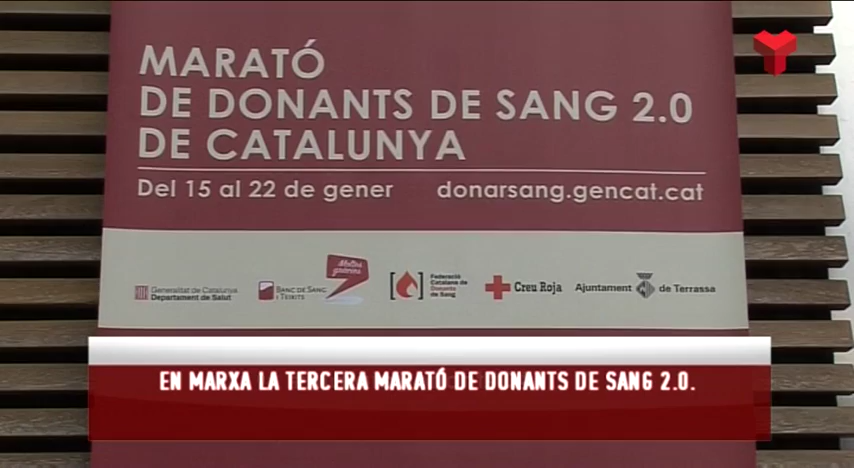 MARATÓ
DE DONANTS DE SANG 2.0
DE CATALUNYA
Del 15 al 22 de gener donarsang.gencat.cat
Generalitat de Catalunya
Departament de Salut
BANC DE SANG
I TEIXITS
Moltes
gràcies
Federació
Catalana de
Donants
de Sang
Creu Roja
Ajuntament de Terrassa
EN MARXA LA TERCERA MARATÓ DE DONANTS DE SANG 2.0.